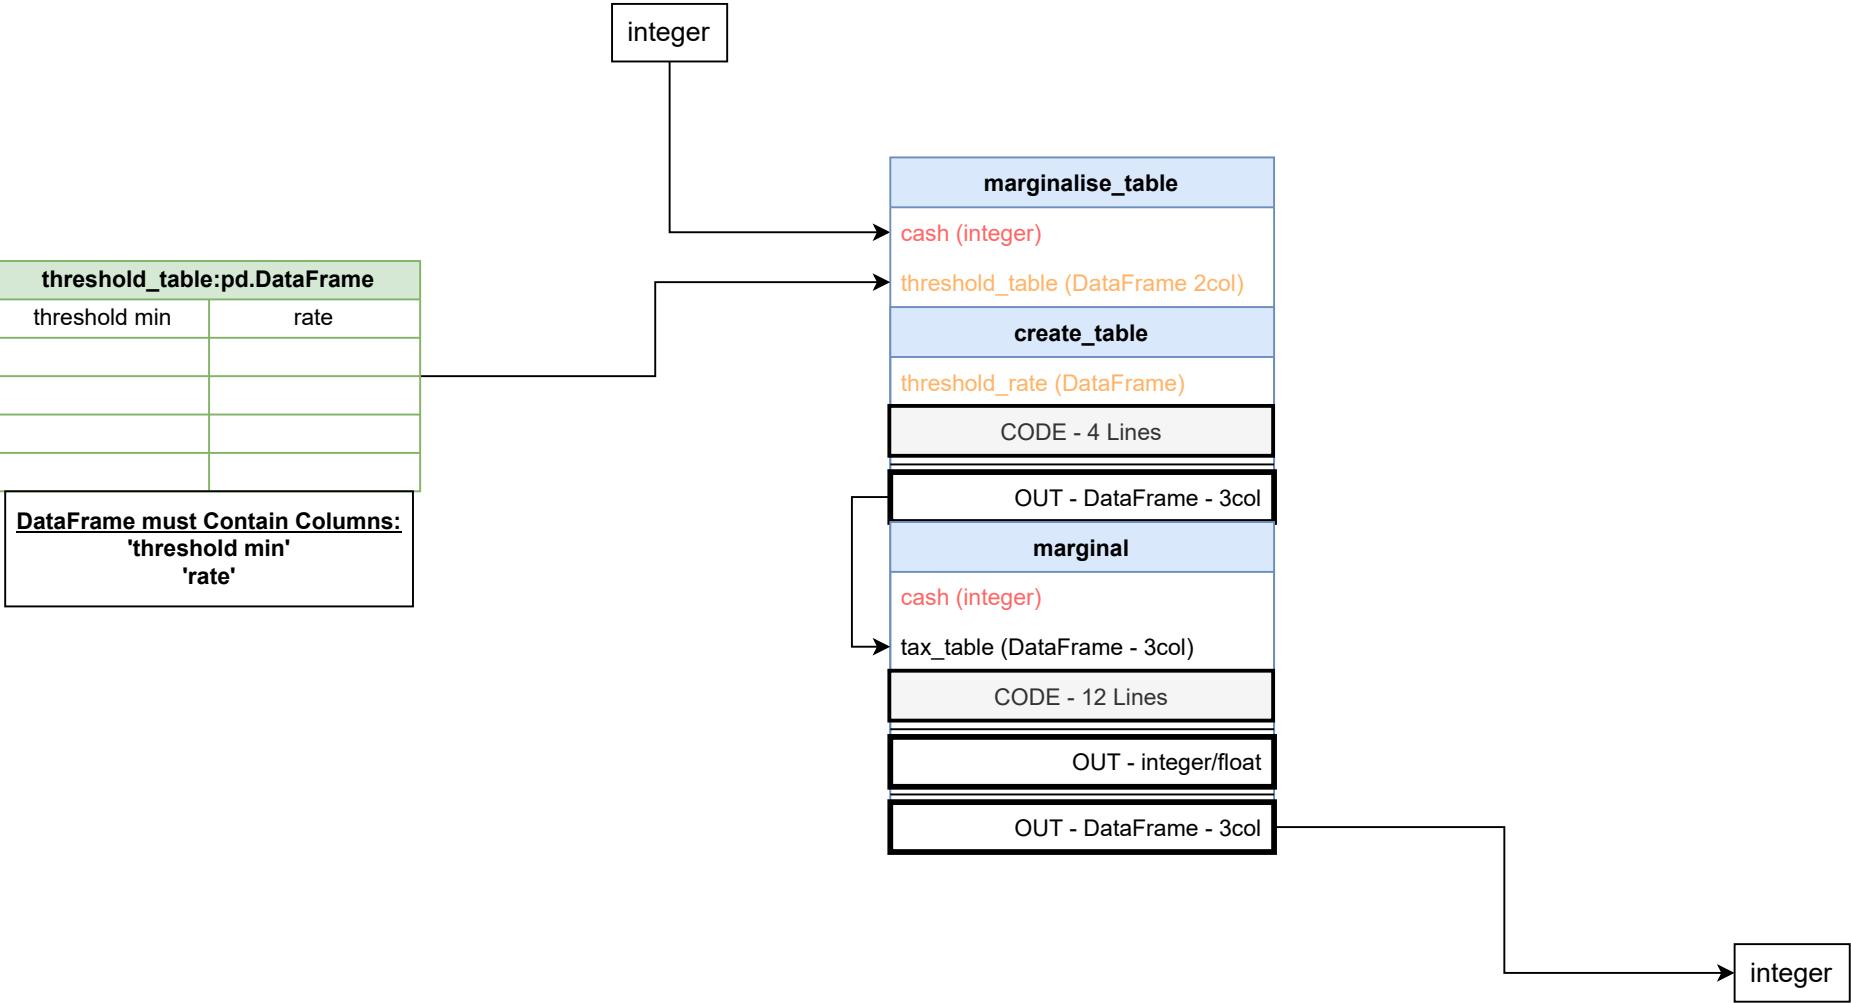 integer
marginalise_table
cash (integer)
threshold_table:pd.DataFrame
threshold min rate
threshold_table (DataFrame 2col)
create_table
threshold_rate (DataFrame)
CODE - 4 Lines
OUT - DataFrame - 3col
DataFrame must Contain Columns:
'threshold min'
'rate'
marginal
cash (integer)
tax_table (DataFrame - 3col)
CODE - 12 Lines
OUT - integer/float
OUT - DataFrame - 3col
integer